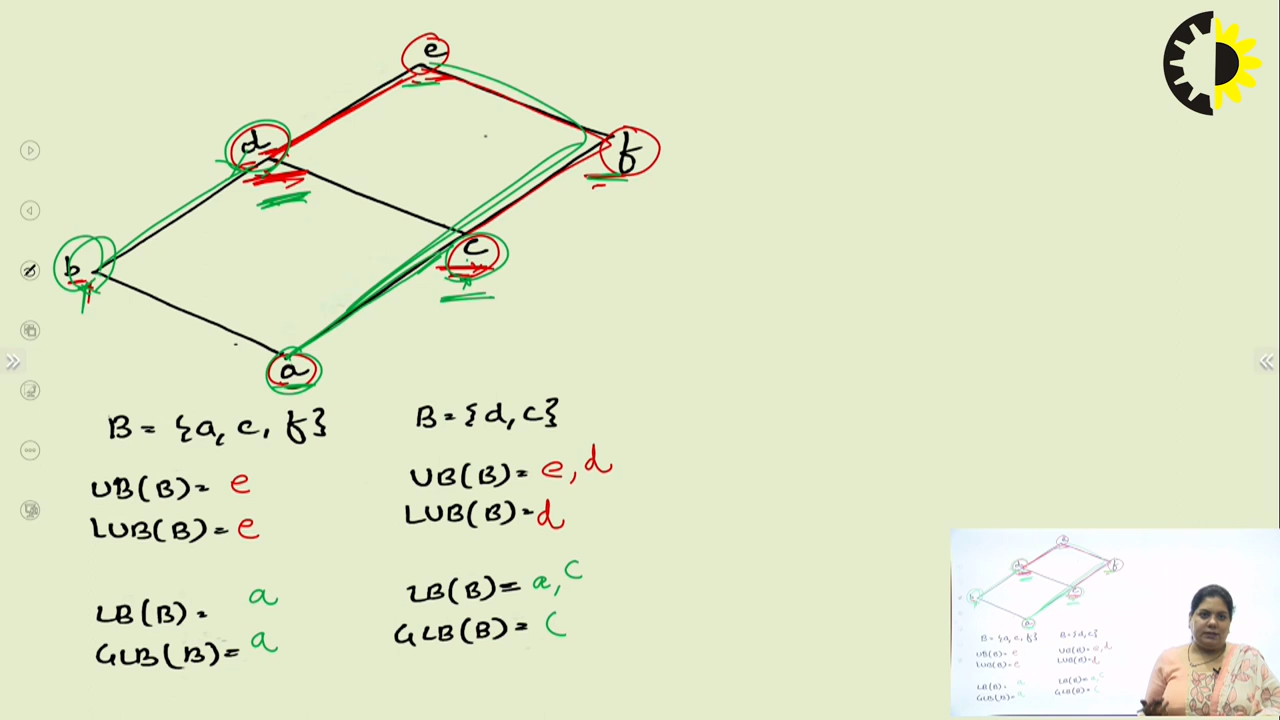 e
d
f
c
b
a
B = {a, e, f}
UB(B) = e
LUB(B) = e
LB(B) = a
GLB(B) = a
B = {d, c}
UB(B) = e, d
LUB(B) = d
LB(B) = a, c
GLB(B) = c